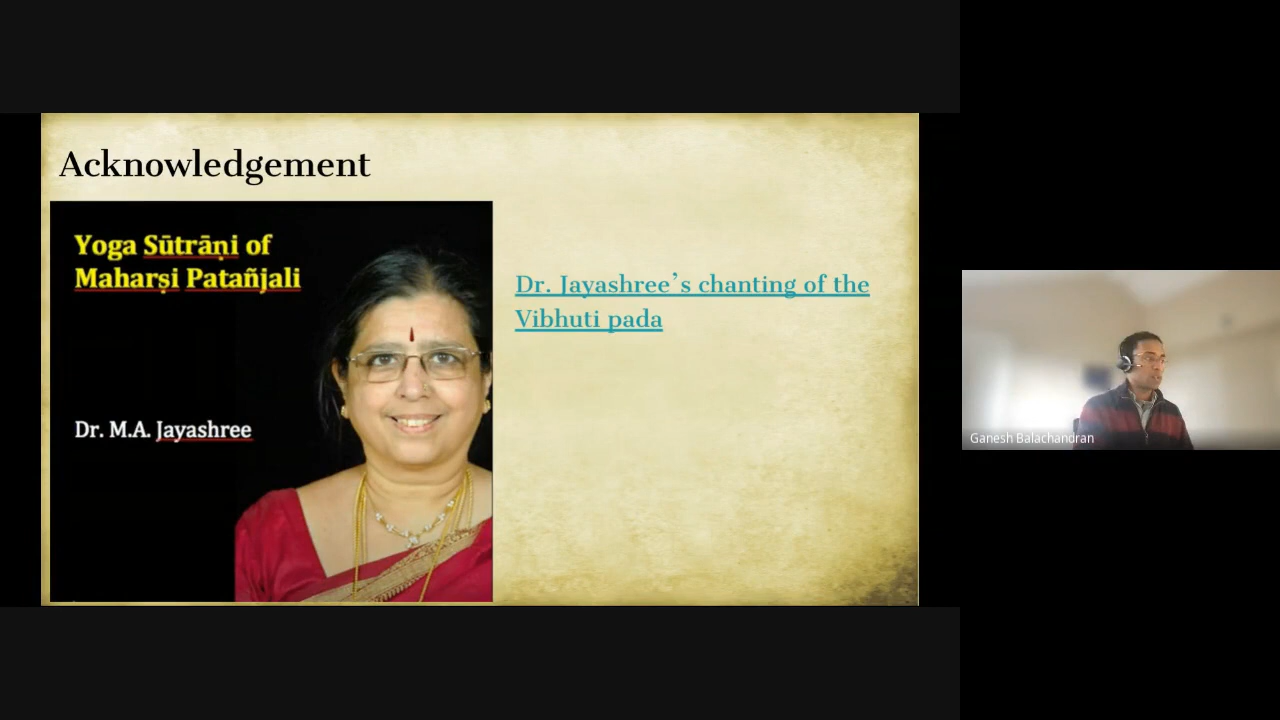 Acknowledgement
Yoga Sūtrāṇi of
Maharṣi Patañjali
Dr. M.A. Jayashree
Dr. Jayashree’s chanting of the
Vibhuti pada
Ganesh Balachandran